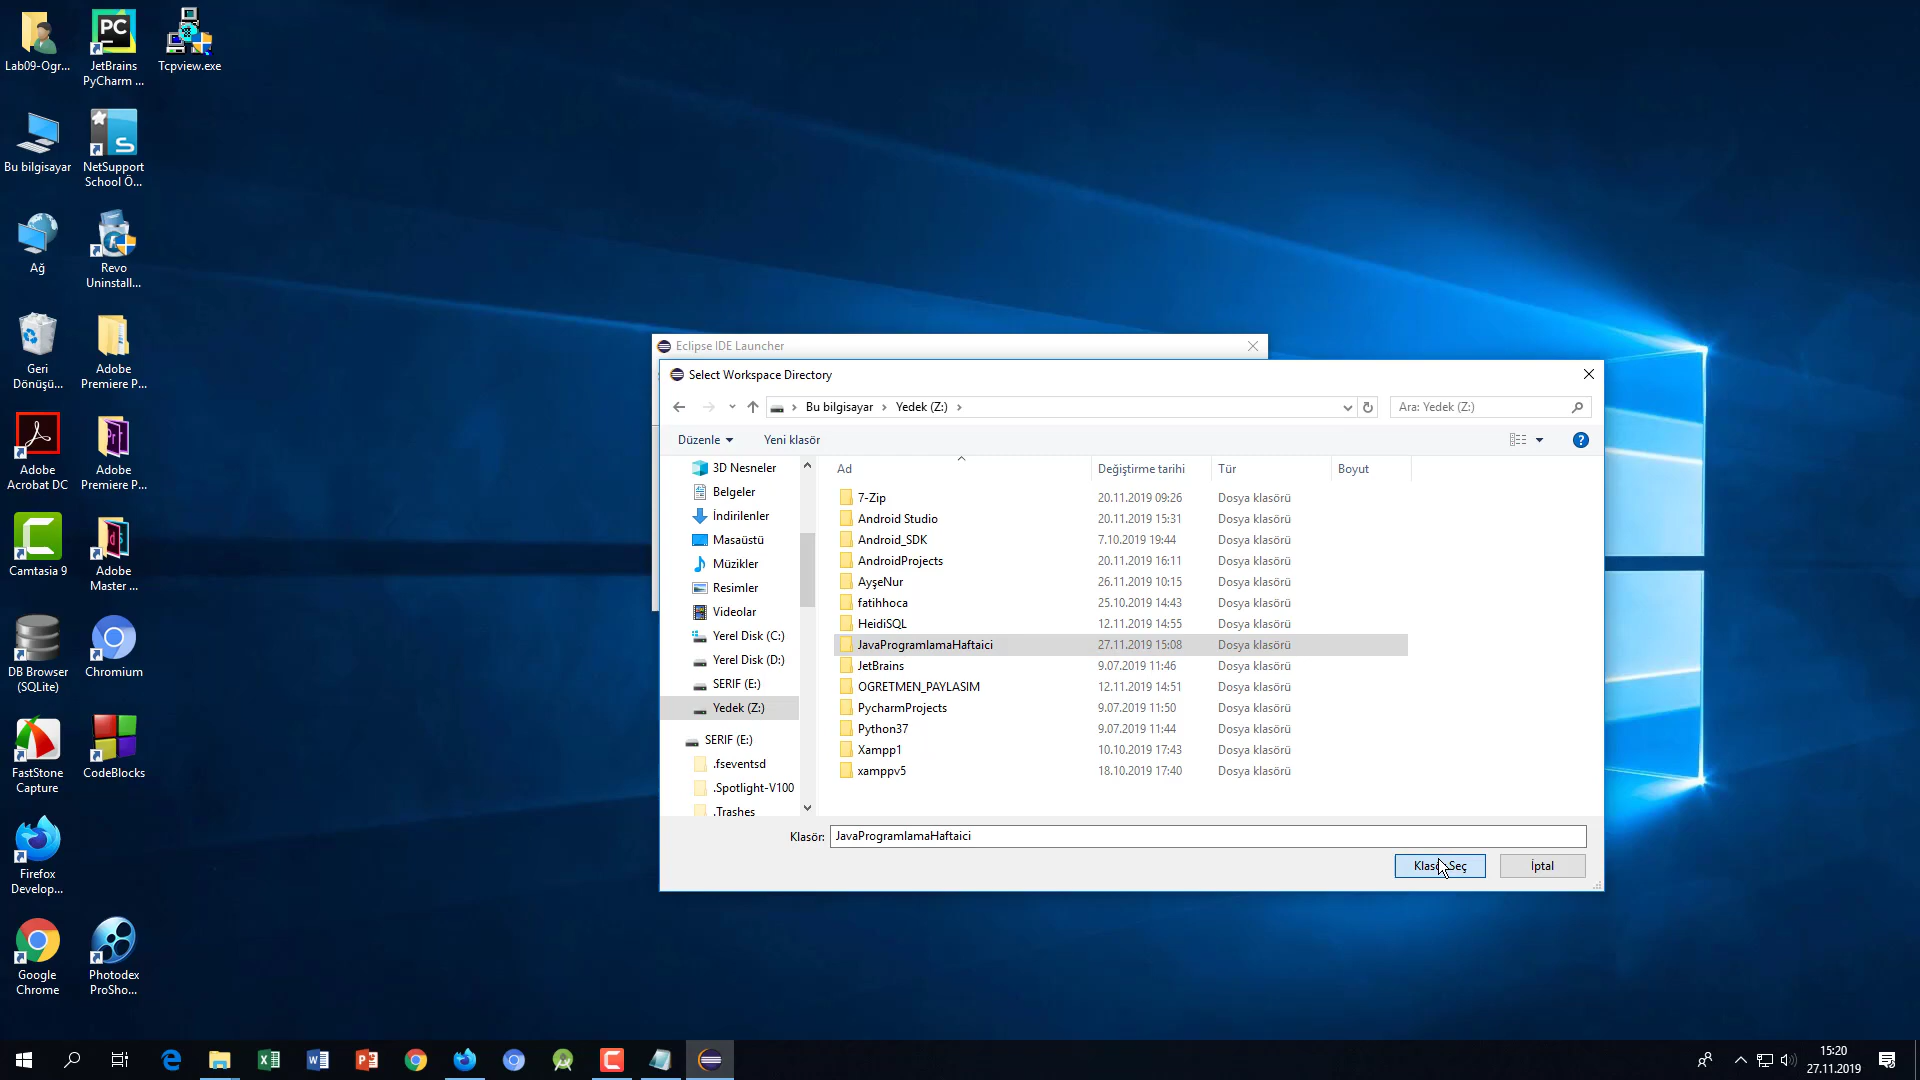 Lab09-Ogr...
JetBrains
PyCharm ...
Tcpview.exe
Bu bilgisayar
NetSupport
School Ö...
Ağ
Revo
Uninstall...
Geri
Dönüşü...
Adobe
Premiere P...
Adobe
Acrobat DC
Adobe
Premiere P...
Camtasia 9
Adobe
Master ...
DB Browser
(SQLite)
Chromium
FastStone
Capture
CodeBlocks
Firefox
Develop...
Google
Chrome
Photodex
ProSho...
Eclipse IDE Launcher
Select Workspace Directory
Bu bilgisayar > Yedek (Z:) >
Ara: Yedek (Z:)
Düzenle
Yeni klasör
3D Nesneler
Belgeler
İndirilenler
Masaüstü
Müzikler
Resimler
Videolar
Yerel Disk (C:)
Yerel Disk (D:)
SERIF (E:)
Yedek (Z:)
SERIF (E:)
.fseventsd
.Spotlight-V100
.Trashes
Ad Değiştirme tarihi Tür Boyut
7-Zip 20.11.2019 09:26 Dosya klasörü
Android Studio 20.11.2019 15:31 Dosya klasörü
Android_SDK 7.10.2019 19:44 Dosya klasörü
AndroidProjects 20.11.2019 16:11 Dosya klasörü
AyşeNur 26.11.2019 10:15 Dosya klasörü
fatihhoca 25.10.2019 14:43 Dosya klasörü
HeidiSQL 12.11.2019 14:55 Dosya klasörü
JavaProgramlamaHaftaici 27.11.2019 15:08 Dosya klasörü
JetBrains 9.07.2019 11:46 Dosya klasörü
OGRETMEN_PAYLASIM 12.11.2019 14:51 Dosya klasörü
PycharmProjects 9.07.2019 11:50 Dosya klasörü
Python37 9.07.2019 11:44 Dosya klasörü
Xampp1 10.10.2019 17:43 Dosya klasörü
xamppv5 18.10.2019 17:40 Dosya klasörü
Klasör: JavaProgramlamaHaftaici
Klasör Seç
İptal
15:20
27.11.2019